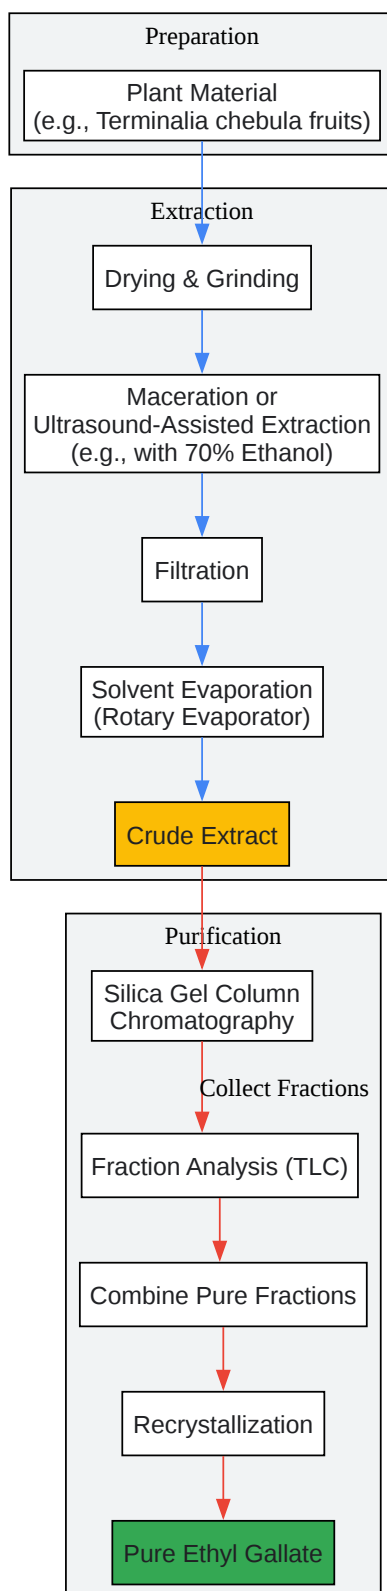 Preparation
Plant Material
(e.g., Terminalia chebula fruits)
Extraction
Drying & Grinding
Maceration or
Ultrasound-Assisted Extraction
(e.g., with 70% Ethanol)
Filtration
Solvent Evaporation
(Rotary Evaporator)
Crude Extract
Purification
Silica Gel Column
Chromatography
Collect Fractions
Fraction Analysis (TLC)
Combine Pure Fractions
Recrystallization
Pure Ethyl Gallate